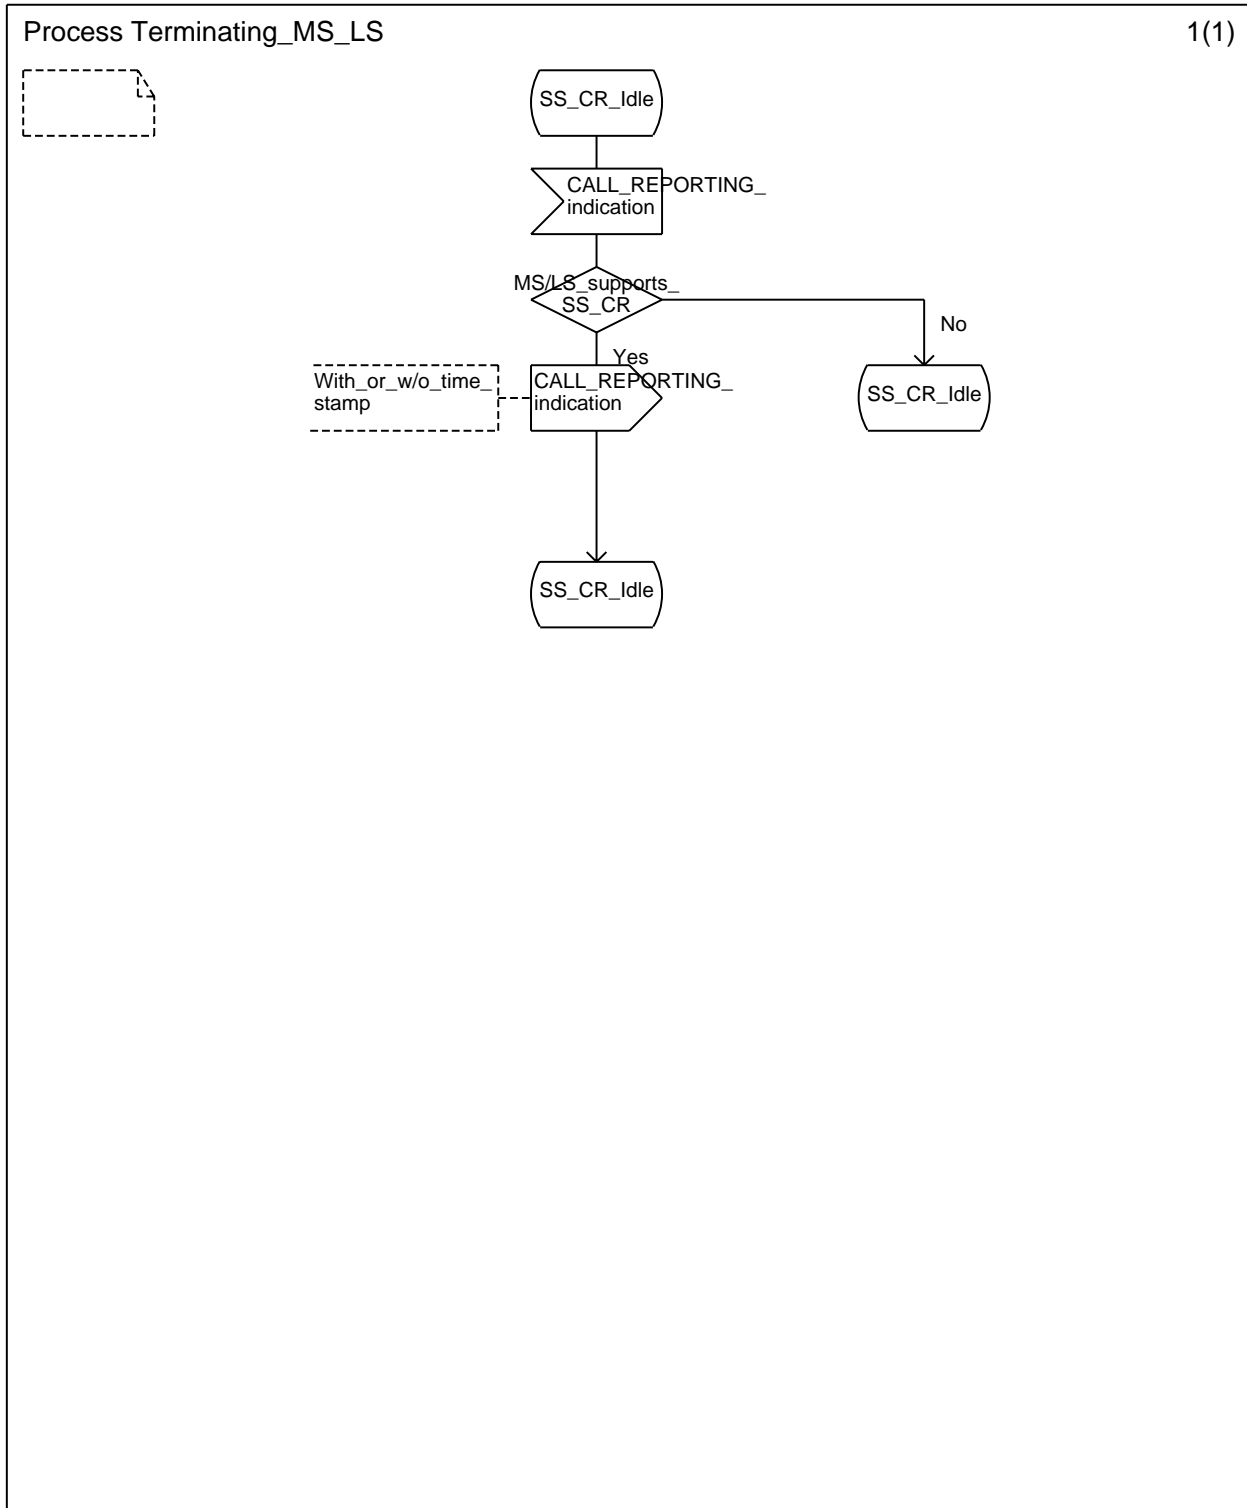 Process Terminating_MS_LS
1(1)
SS_CR_Idle
CALL_REPORTING_
indication
MS/LS_supports_
SS_CR
No
Yes
With_or_w/o_time_
stamp
CALL_REPORTING_
indication
SS_CR_Idle
SS_CR_Idle